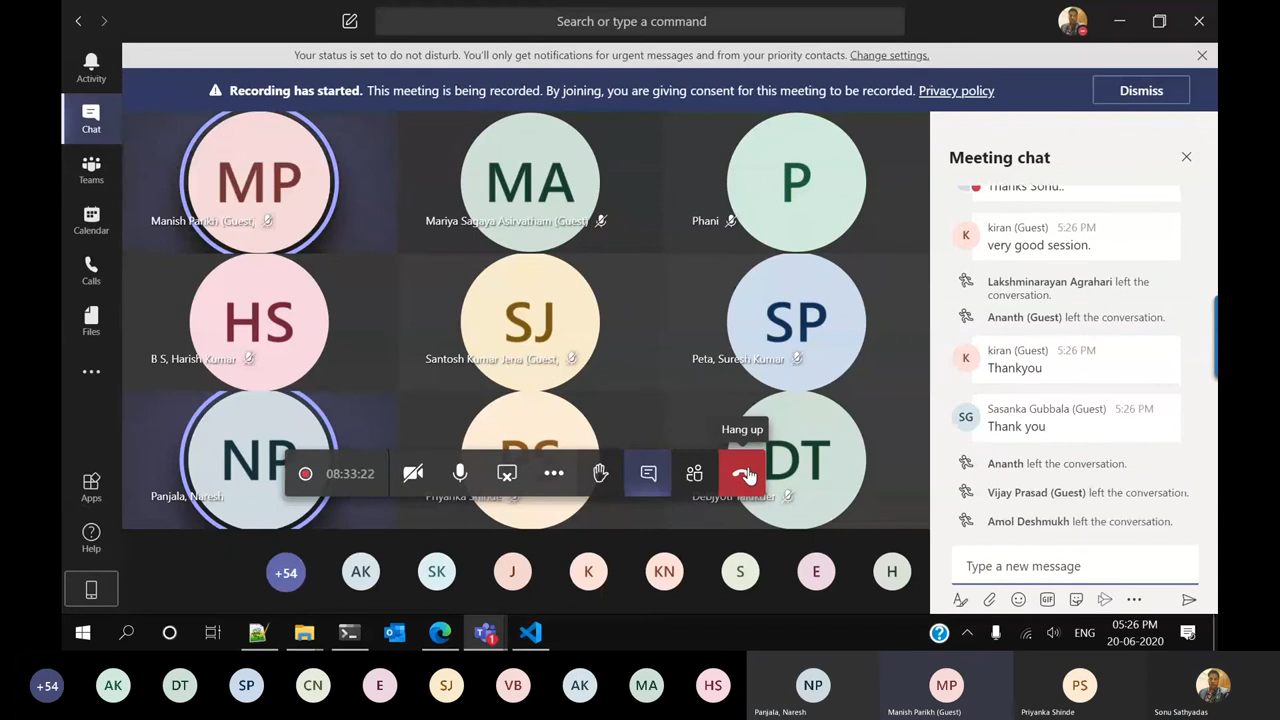 Search or type a command
Your status is set to do not disturb. You'll only get notifications for urgent messages and from your priority contacts. Change settings.
Recording has started. This meeting is being recorded. By joining, you are giving consent for this meeting to be recorded. Privacy policy
Dismiss
Activity
Chat
Teams
Calendar
Calls
Files
Apps
Help
MP
Manish Parikh (Guest,
MA
Mariya Sagaya Asirvatham (Guest)
P
Phani
HS
B S, Harish Kumar
SJ
Santosh Kumar Jena (Guest,
SP
Peta, Suresh Kumar
NP
Panjala, Naresh
PS
Priyanka Shinde
DT
Debjyoti Talukder
Hang up
08:33:22
+54
AK
SK
J
K
KN
S
E
H
Meeting chat
Thanks Sonu..
K
kiran (Guest) 5:26 PM
very good session.
Lakshminarayan Agrahari left the
conversation.
Ananth (Guest) left the conversation.
K
kiran (Guest) 5:26 PM
Thankyou
SG
Sasanka Gubbala (Guest) 5:26 PM
Thank you
Ananth left the conversation.
Vijay Prasad (Guest) left the conversation.
Amol Deshmukh left the conversation.
Type a new message
GIF
1
?
ENG
05:26 PM
20-06-2020
+54
AK
DT
SP
CN
E
SJ
VB
AK
MA
HS
NP
Panjala, Naresh
MP
Manish Parikh (Guest)
PS
Priyanka Shinde
Sonu Sathyadas